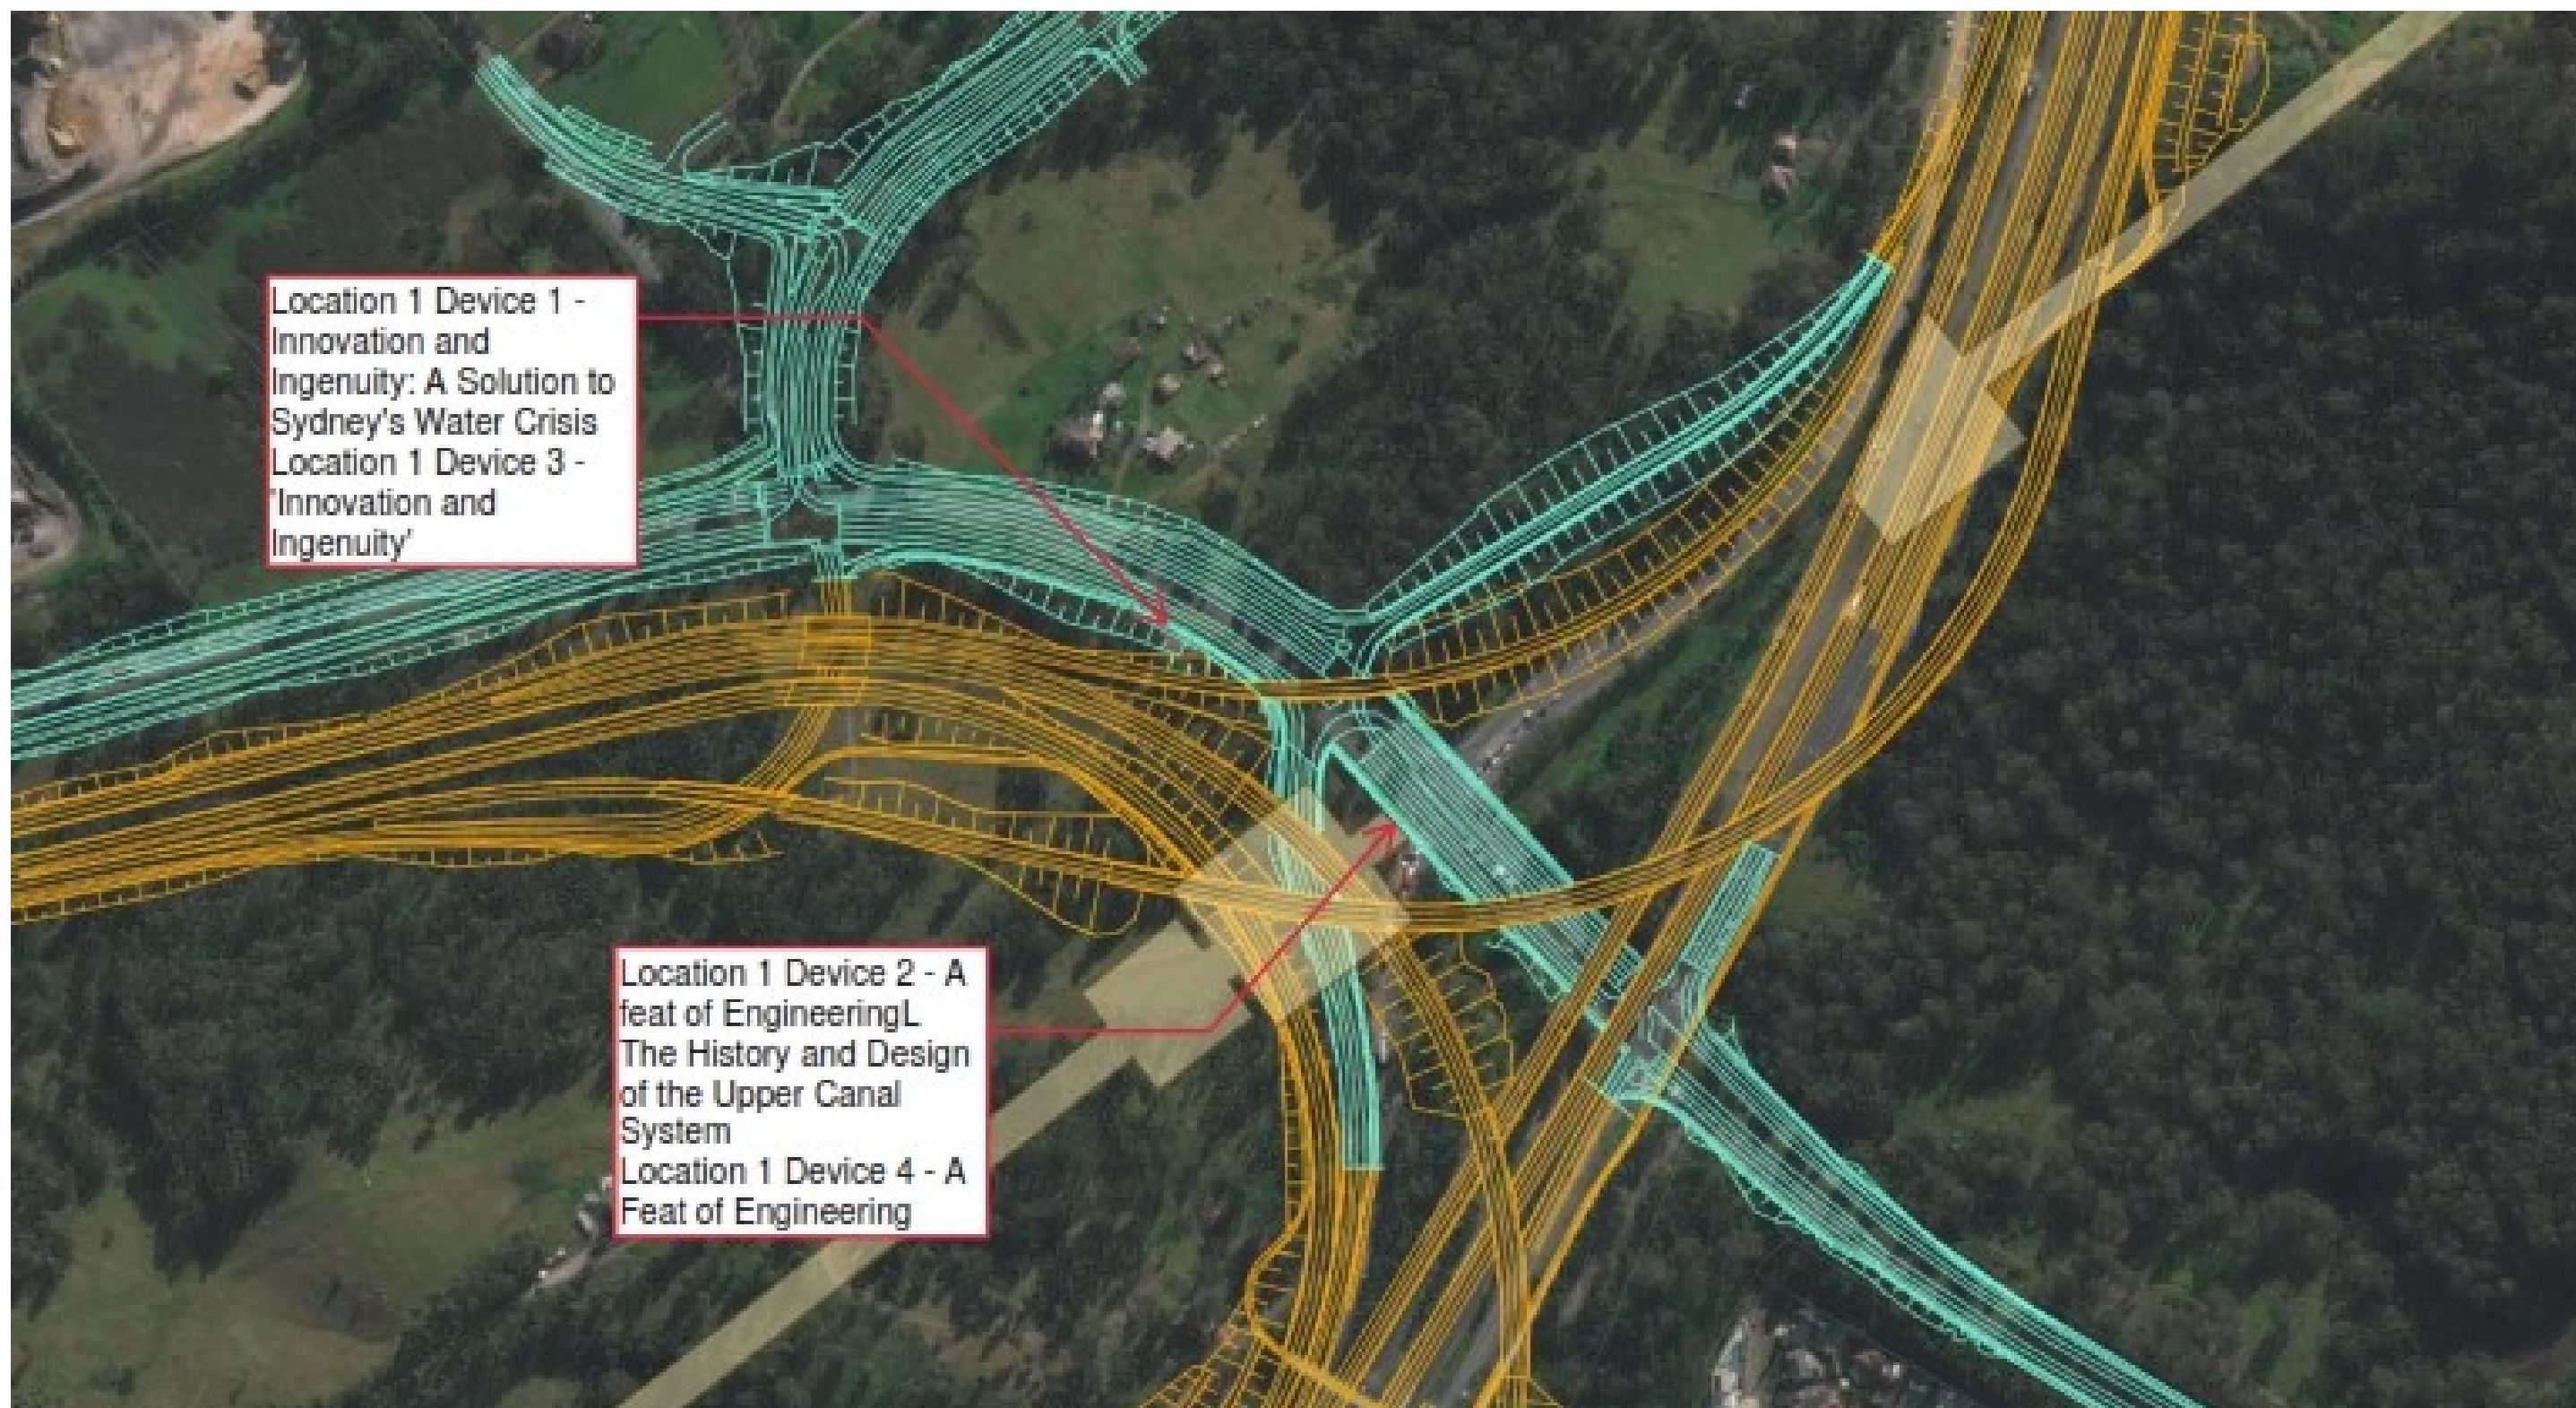 Location 1 Device 1 -
Innovation and
Ingenuity: A Solution to
Sydney's Water Crisis
Location 1 Device 3 -
'Innovation and
Ingenuity'
Location 1 Device 2 - A
feat of EngineeringL
The History and Design
of the Upper Canal
System
Location 1 Device 4 - A
Feat of Engineering